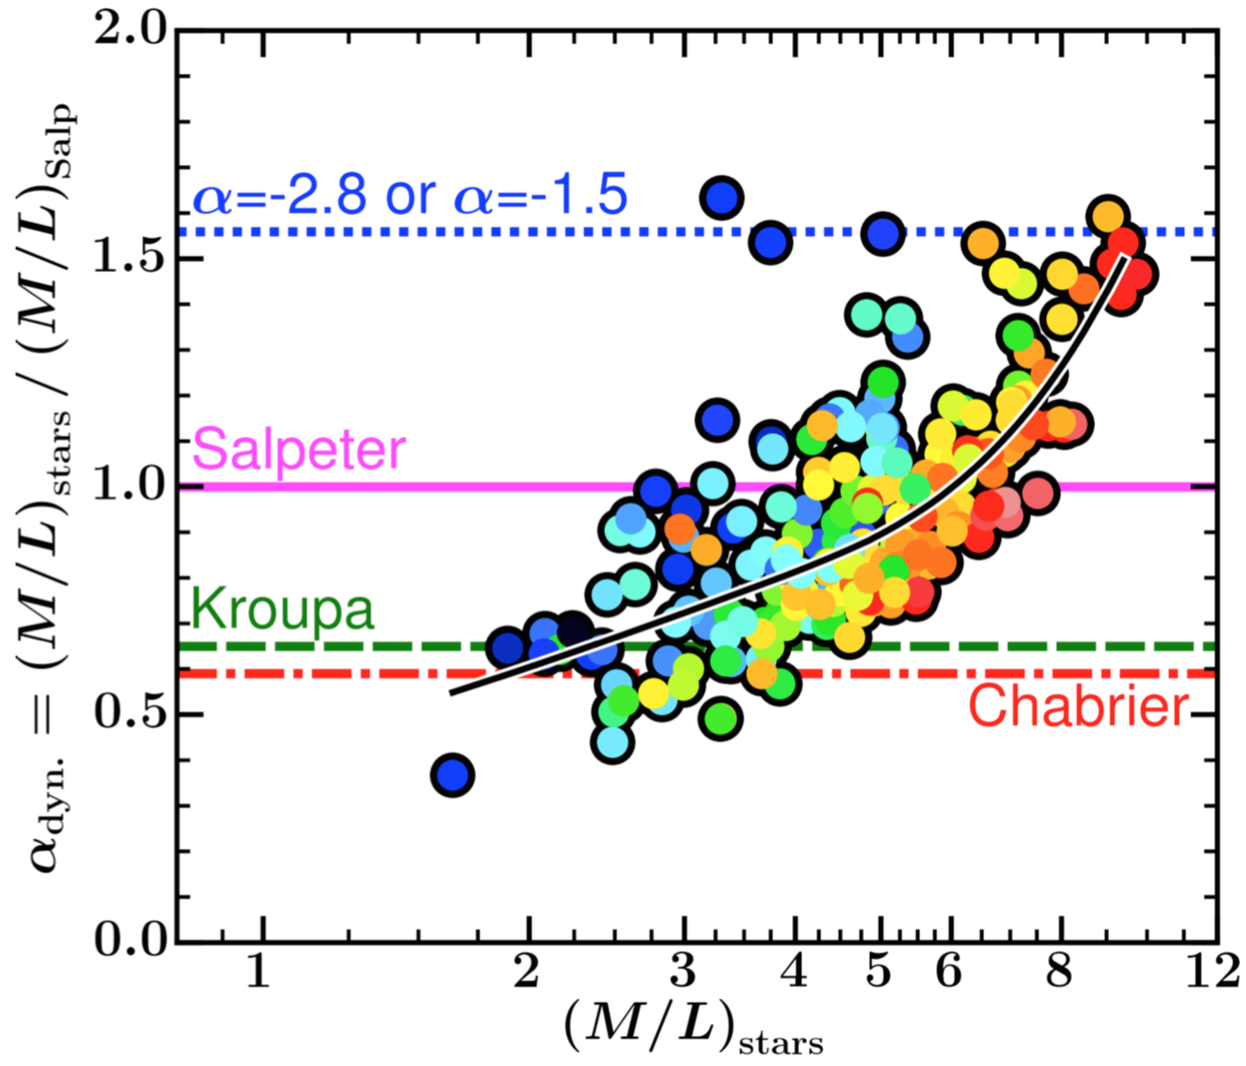 α_dyn. = (M/L)_stars / (M/L)_Salp
2.0
1.5
1.0
0.5
0.0
α=-2.8 or α=-1.5
Salpeter
Kroupa
Chabrier
1 2 3 4 5 6 8 12
(M/L)_stars